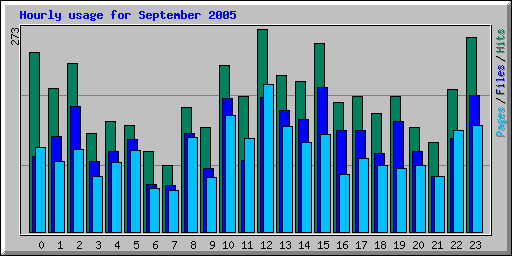 Hourly usage for September 2005
273
Pages / Files / Hits
0 1 2 3 4 5 6 7 8 9 10 11 12 13 14 15 16 17 18 19 20 21 22 23